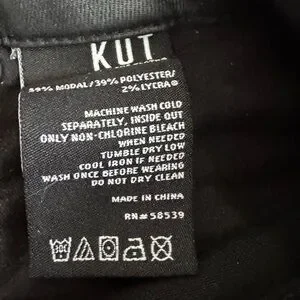 KUT
MODAL/39% POLYESTER/
2% LYCRA®
MACHINE WASH COLD
SEPARATELY, INSIDE OUT
ONLY NON-CHLORINE BLEACH
WHEN NEEDED
TUMBLE DRY LOW
COOL IRON IF NEEDED
WASH ONCE BEFORE WEARING
DO NOT DRY CLEAN
MADE IN CHINA
RN# 58539